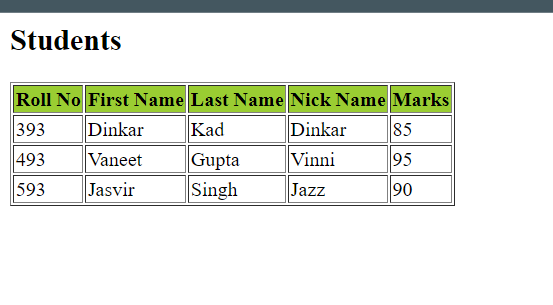 Students
Roll No First Name Last Name Nick Name Marks
393 Dinkar Kad Dinkar 85
493 Vaneet Gupta Vinni 95
593 Jasvir Singh Jazz 90